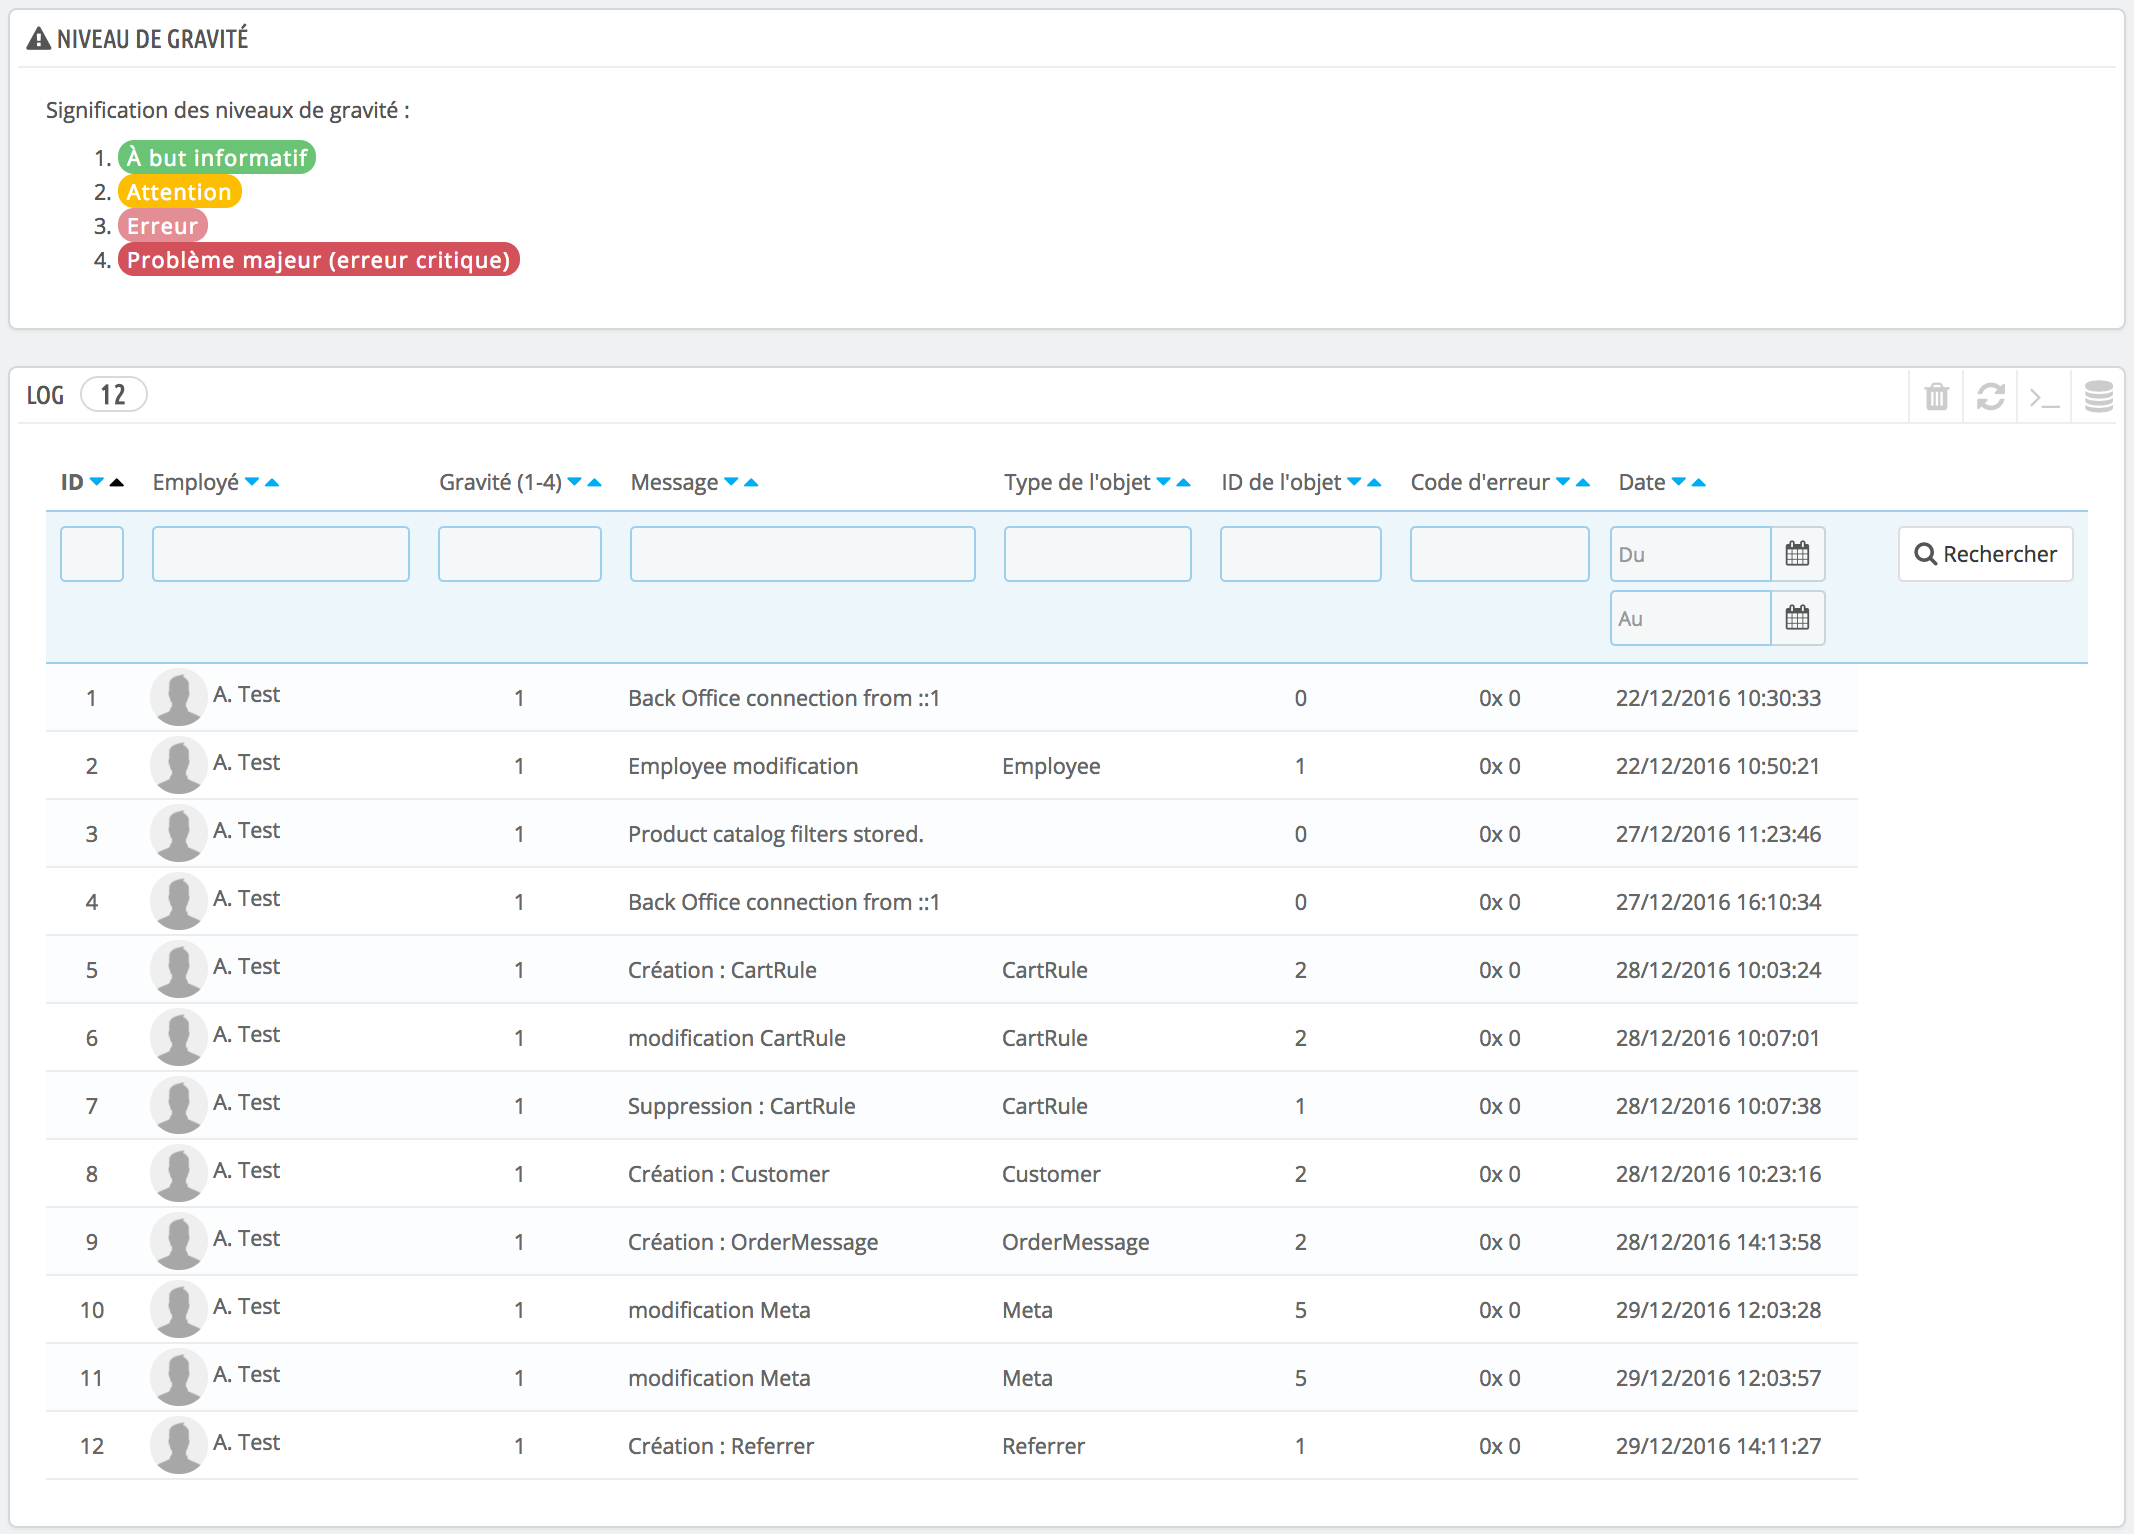 NIVEAU DE GRAVITÉ
Signification des niveaux de gravité :
1. À but informatif
2. Attention
3. Erreur
4. Problème majeur (erreur critique)
LOG 12
ID Employé Gravité (1-4) Message Type de l'objet ID de l'objet Code d'erreur Date
Du Rechercher
Au
1 A. Test 1 Back Office connection from ::1 0 0x 0 22/12/2016 10:30:33
2 A. Test 1 Employee modification Employee 1 0x 0 22/12/2016 10:50:21
3 A. Test 1 Product catalog filters stored. 0 0x 0 27/12/2016 11:23:46
4 A. Test 1 Back Office connection from ::1 0 0x 0 27/12/2016 16:10:34
5 A. Test 1 Création : CartRule CartRule 2 0x 0 28/12/2016 10:03:24
6 A. Test 1 modification CartRule CartRule 2 0x 0 28/12/2016 10:07:01
7 A. Test 1 Suppression : CartRule CartRule 1 0x 0 28/12/2016 10:07:38
8 A. Test 1 Création : Customer Customer 2 0x 0 28/12/2016 10:23:16
9 A. Test 1 Création : OrderMessage OrderMessage 2 0x 0 28/12/2016 14:13:58
10 A. Test 1 modification Meta Meta 5 0x 0 29/12/2016 12:03:28
11 A. Test 1 modification Meta Meta 5 0x 0 29/12/2016 12:03:57
12 A. Test 1 Création : Referrer Referrer 1 0x 0 29/12/2016 14:11:27